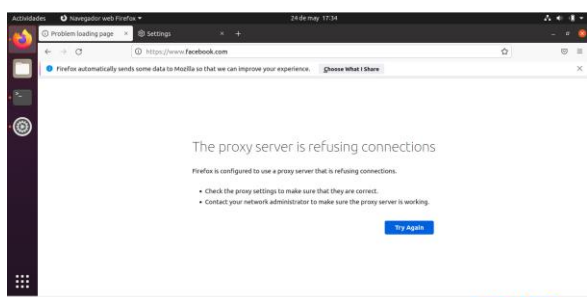 Actividades Navegador web Firefox 24 de may 17:34
Problem loading page × Settings × +
https://www.facebook.com
Firefox automatically sends some data to Mozilla so that we can improve your experience. Choose What I Share ×
The proxy server is refusing connections
Firefox is configured to use a proxy server that is refusing connections.
• Check the proxy settings to make sure that they are correct.
• Contact your network administrator to make sure the proxy server is working.
Try Again